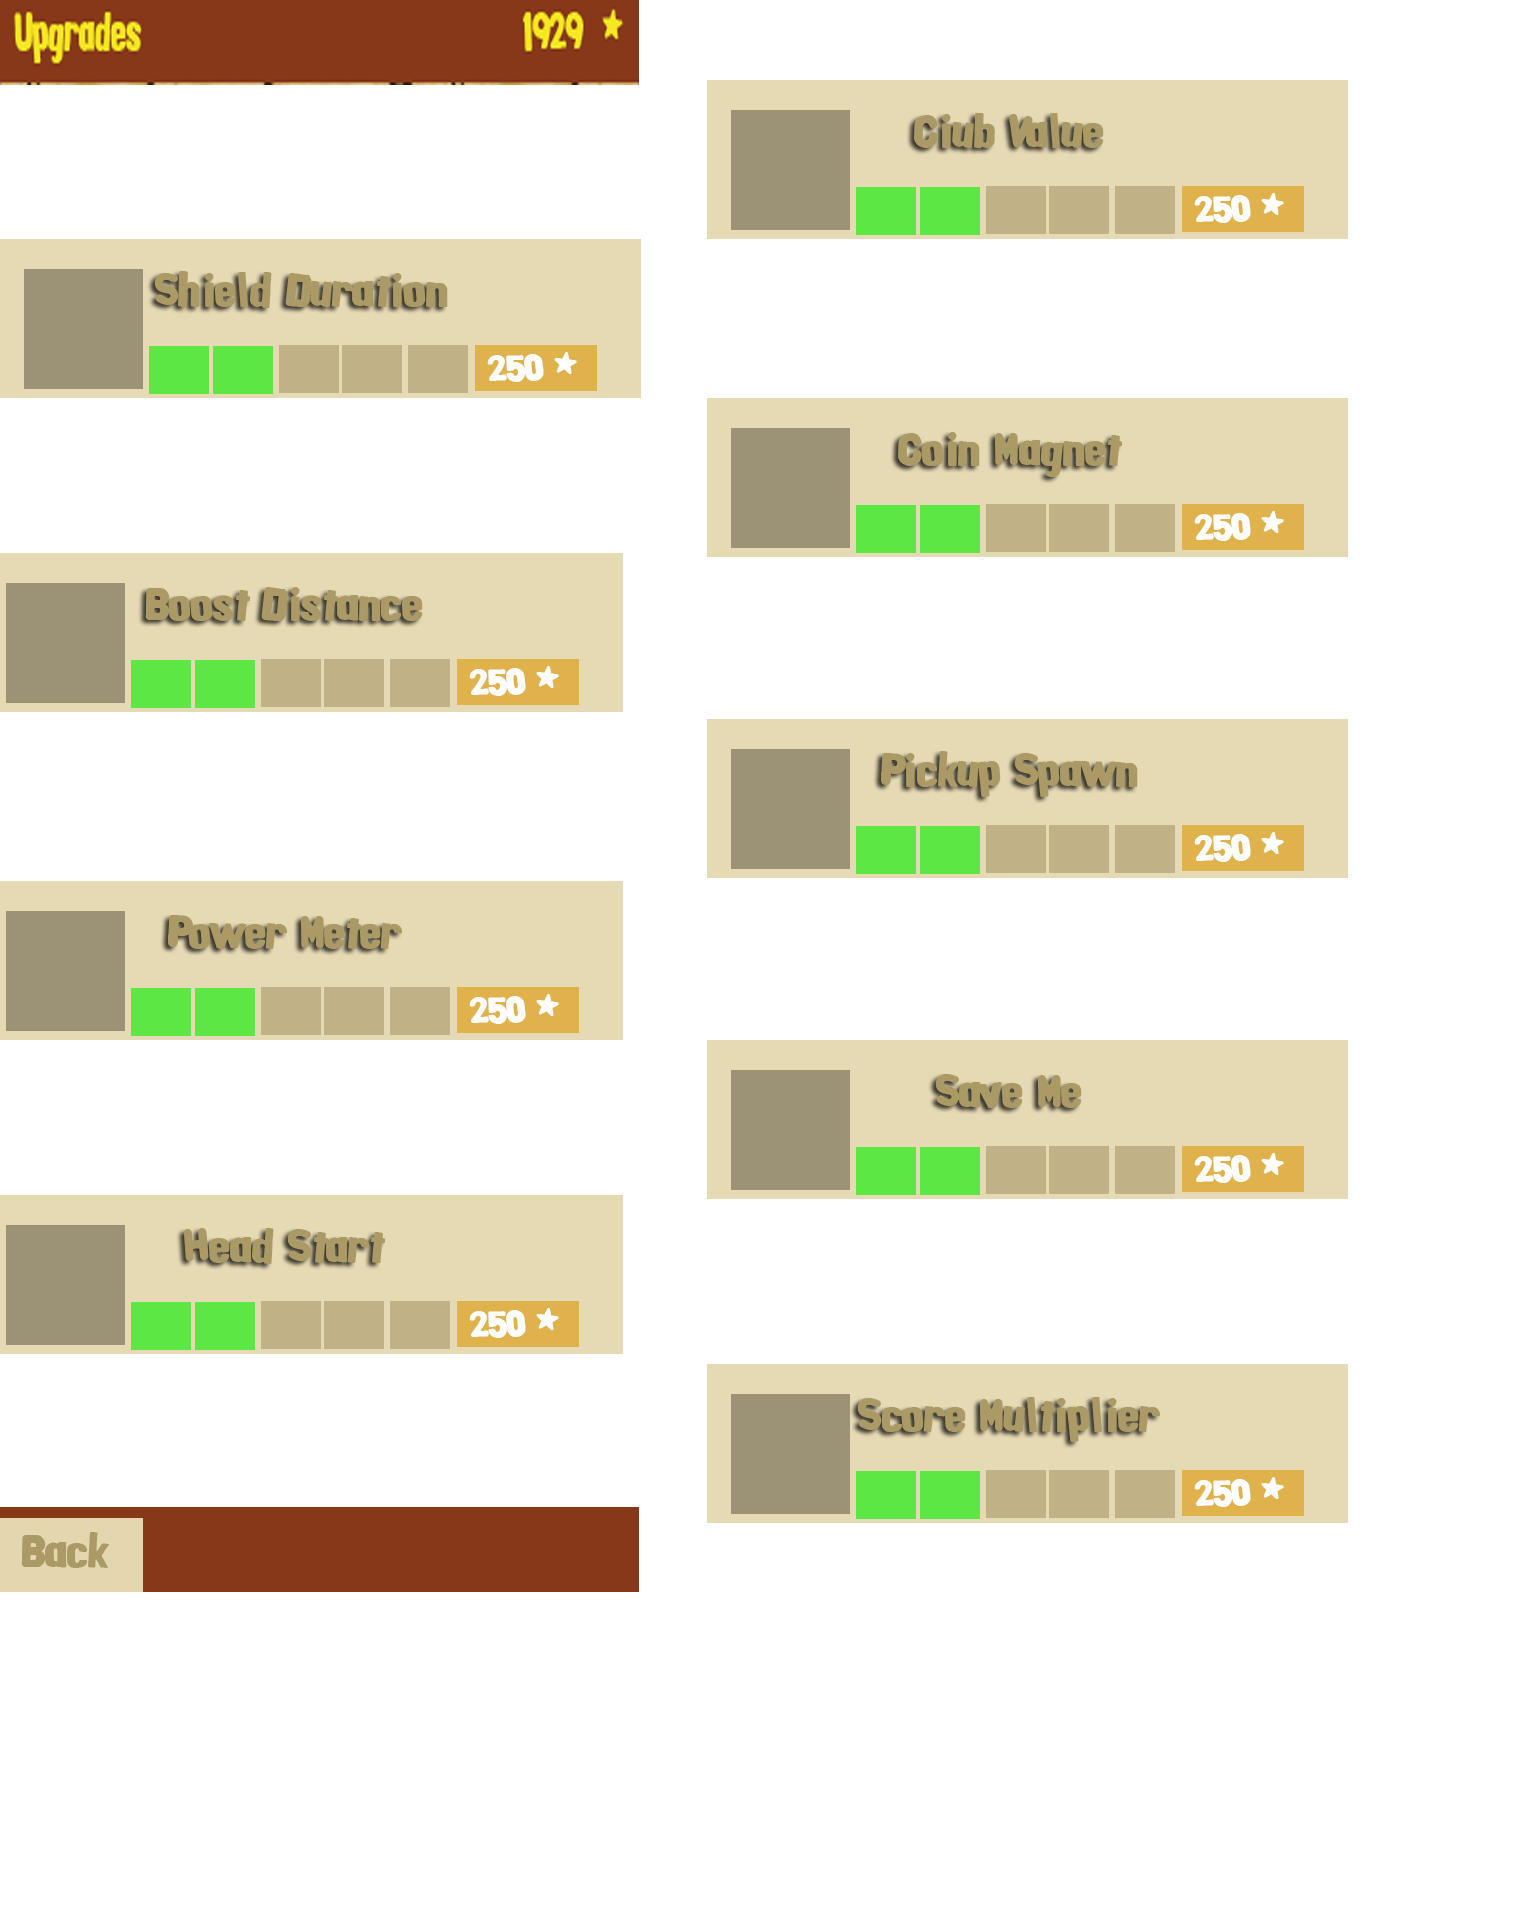 Upgrades 1929
Shield Duration
250
Boost Distance
250
Power Meter
250
Head Start
250
Back
Ciub Value
250
Coin Magnet
250
Pickup Spawn
250
Save Me
250
Score Multiplier
250